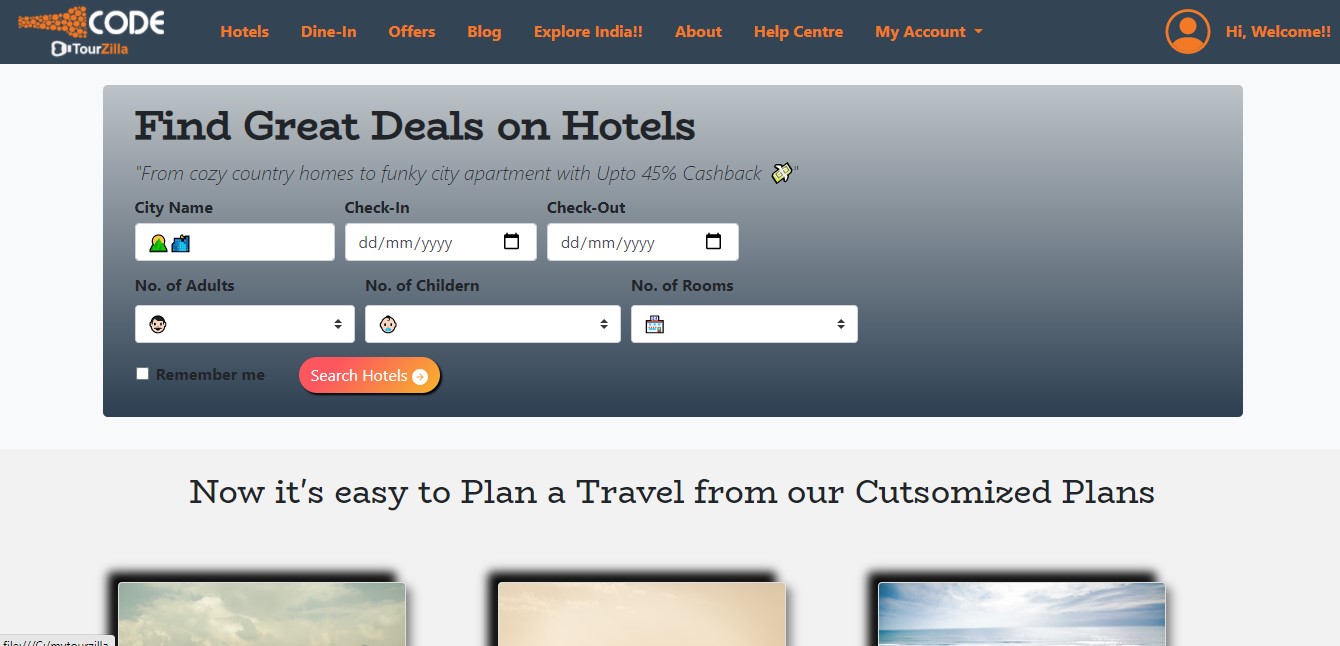 CODE
TourZilla
Hotels Dine-In Offers Blog Explore India!! About Help Centre My Account Hi, Welcome!!
Find Great Deals on Hotels
"From cozy country homes to funky city apartment with Upto 45% Cashback 💸"
City Name Check-In Check-Out
dd/mm/yyyy dd/mm/yyyy
No. of Adults No. of Childern No. of Rooms
Remember me Search Hotels
Now it's easy to Plan a Travel from our Cutsomized Plans
file:///C:/mytourzilla